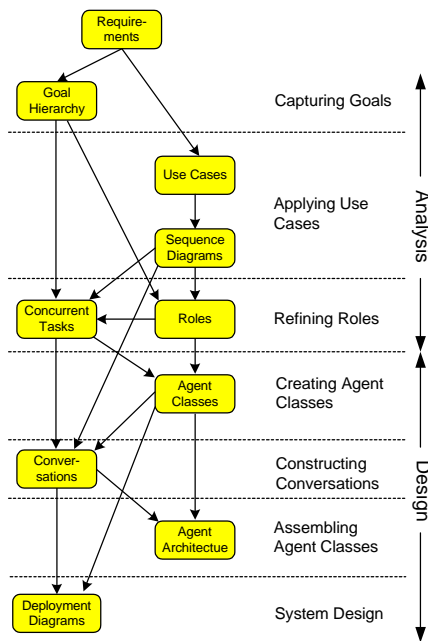 Require-
ments
Goal
Hierarchy
Capturing Goals
Use Cases
Applying Use
Cases
Sequence
Diagrams
Analysis
Concurrent
Tasks
Roles
Refining Roles
Agent
Classes
Creating Agent
Classes
Conver-
sations
Constructing
Conversations
Design
Agent
Architectue
Assembling
Agent Classes
Deployment
Diagrams
System Design